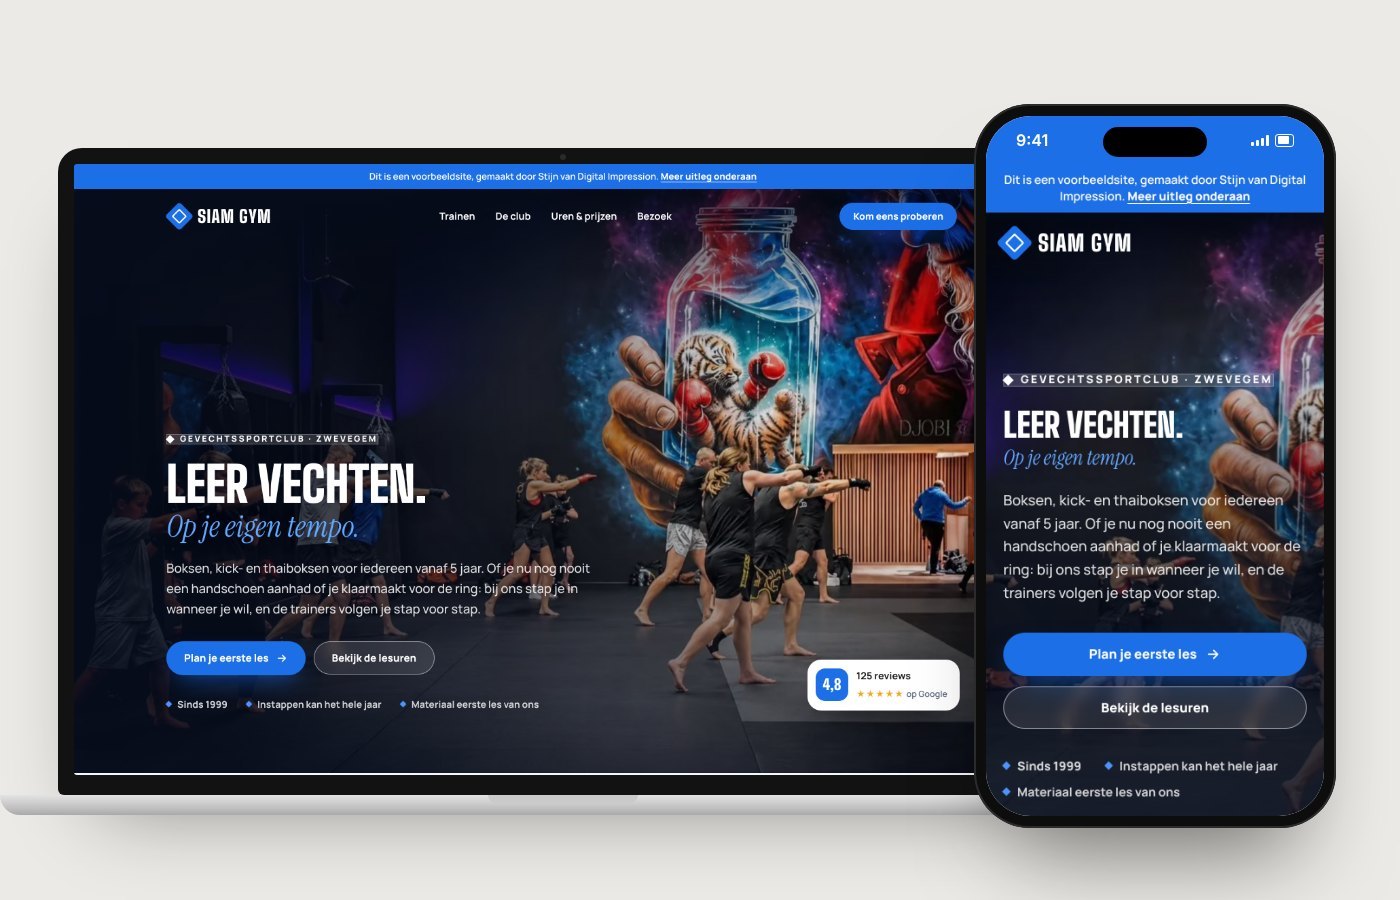 Dit is een voorbeeldsite, gemaakt door Stijn van Digital Impression. Meer uitleg onderaan
SIAM GYM
Trainen De club Uren & prijzen Bezoek
Kom eens proberen
DJOBI
GEVECHTSSPORTCLUB · ZWEVEGEM
LEER VECHTEN.
Op je eigen tempo.
Boksen, kick- en thaiboksen voor iedereen vanaf 5 jaar. Of je nu nog nooit
een handschoen aanhad of je klaarmaakt voor de ring: bij ons stap je in
wanneer je wil, en de trainers volgen je stap voor stap.
Plan je eerste les →
Bekijk de lesuren
Sinds 1999 Instappen kan het hele jaar Materiaal eerste les van ons
4,8
125 reviews
★★★★★ op Google
9:41
Dit is een voorbeeldsite, gemaakt door Stijn van Digital
Impression. Meer uitleg onderaan
SIAM GYM
GEVECHTSSPORTCLUB · ZWEVEGEM
LEER VECHTEN.
Op je eigen tempo.
Boksen, kick- en thaiboksen voor iedereen
vanaf 5 jaar. Of je nu nog nooit een
handschoen aanhad of je klaarmaakt voor de
ring: bij ons stap je in wanneer je wil, en de
trainers volgen je stap voor stap.
Plan je eerste les →
Bekijk de lesuren
Sinds 1999 Instappen kan het hele jaar
Materiaal eerste les van ons